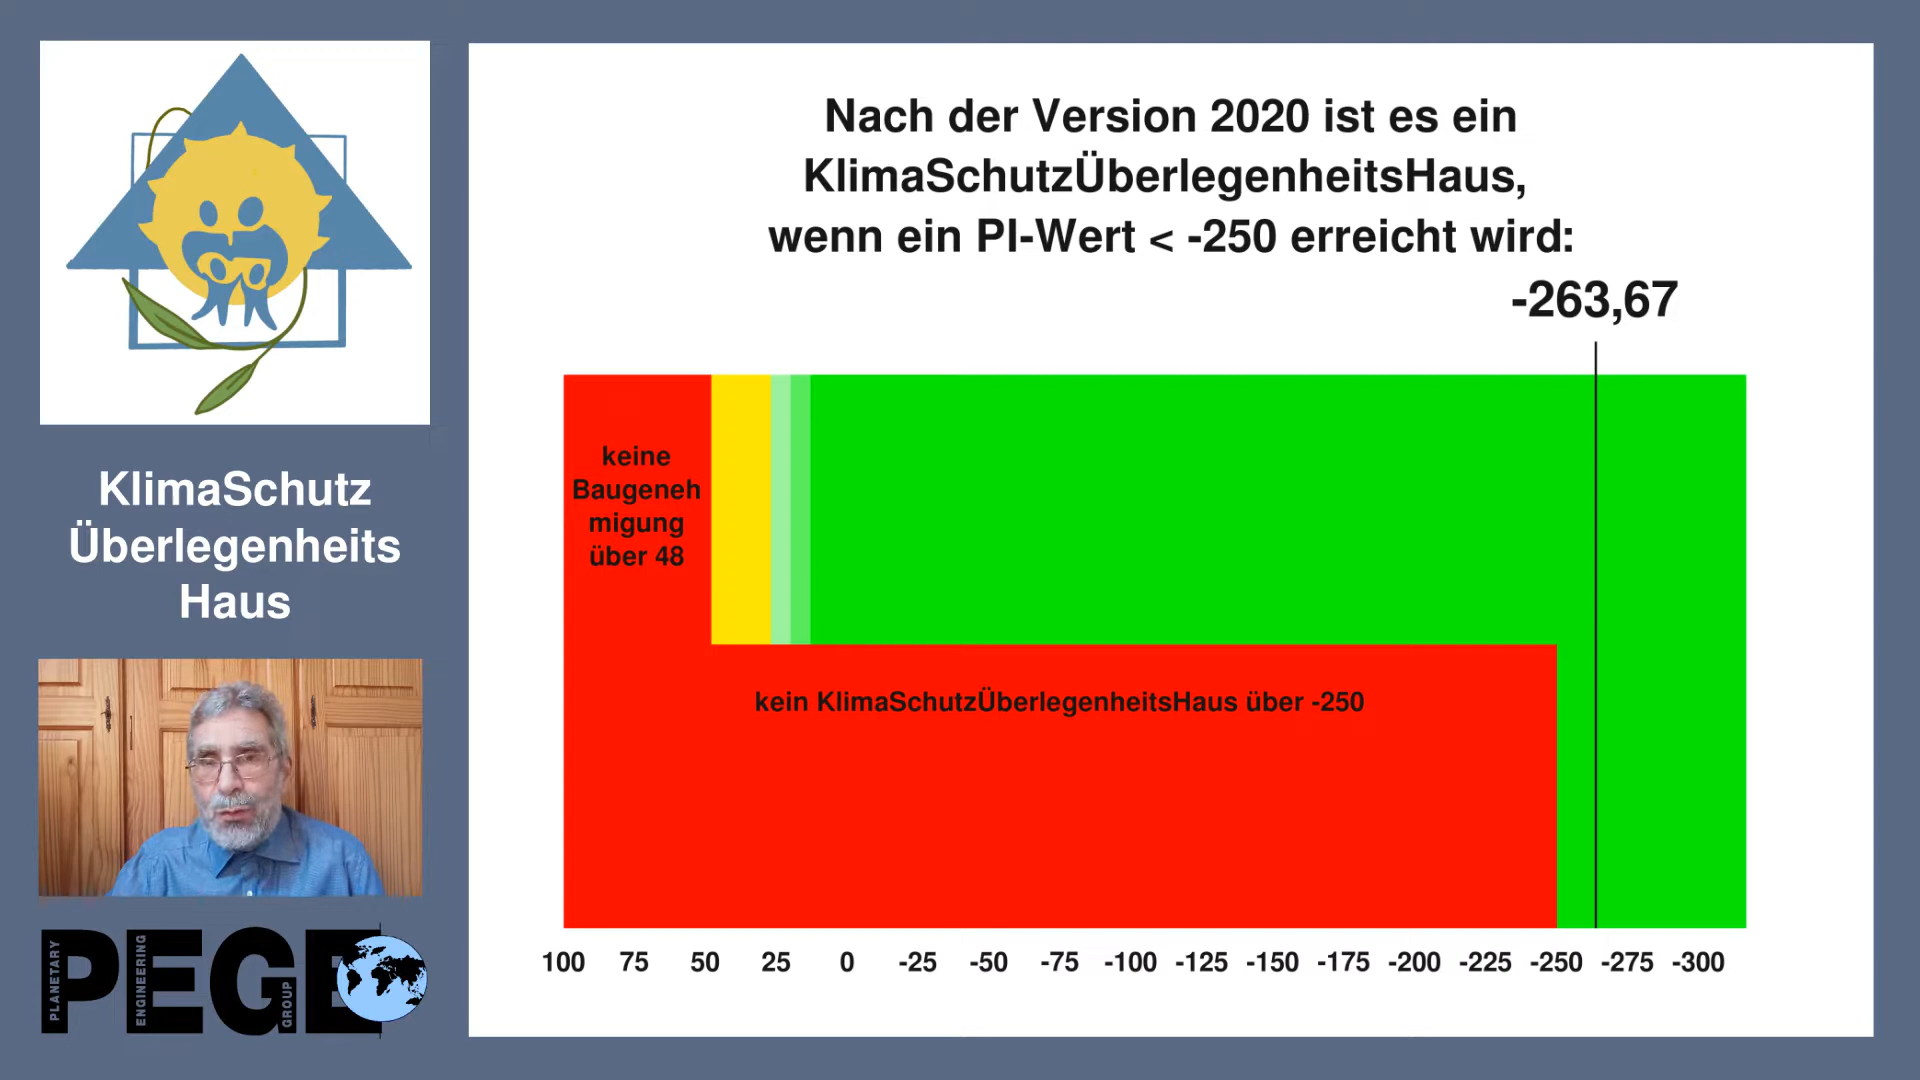 Nach der Version 2020 ist es ein
KlimaSchutzÜberlegenheitsHaus,
wenn ein PI-Wert < -250 erreicht wird:
-263,67
keine
Baugeneh
migung
über 48
kein KlimaSchutzÜberlegenheitsHaus über -250
100 75 50 25 0 -25 -50 -75 -100 -125 -150 -175 -200 -225 -250 -275 -300
KlimaSchutz
Überlegenheits
Haus
PEGE
PLANETARY
ENGINEERING
GROUP